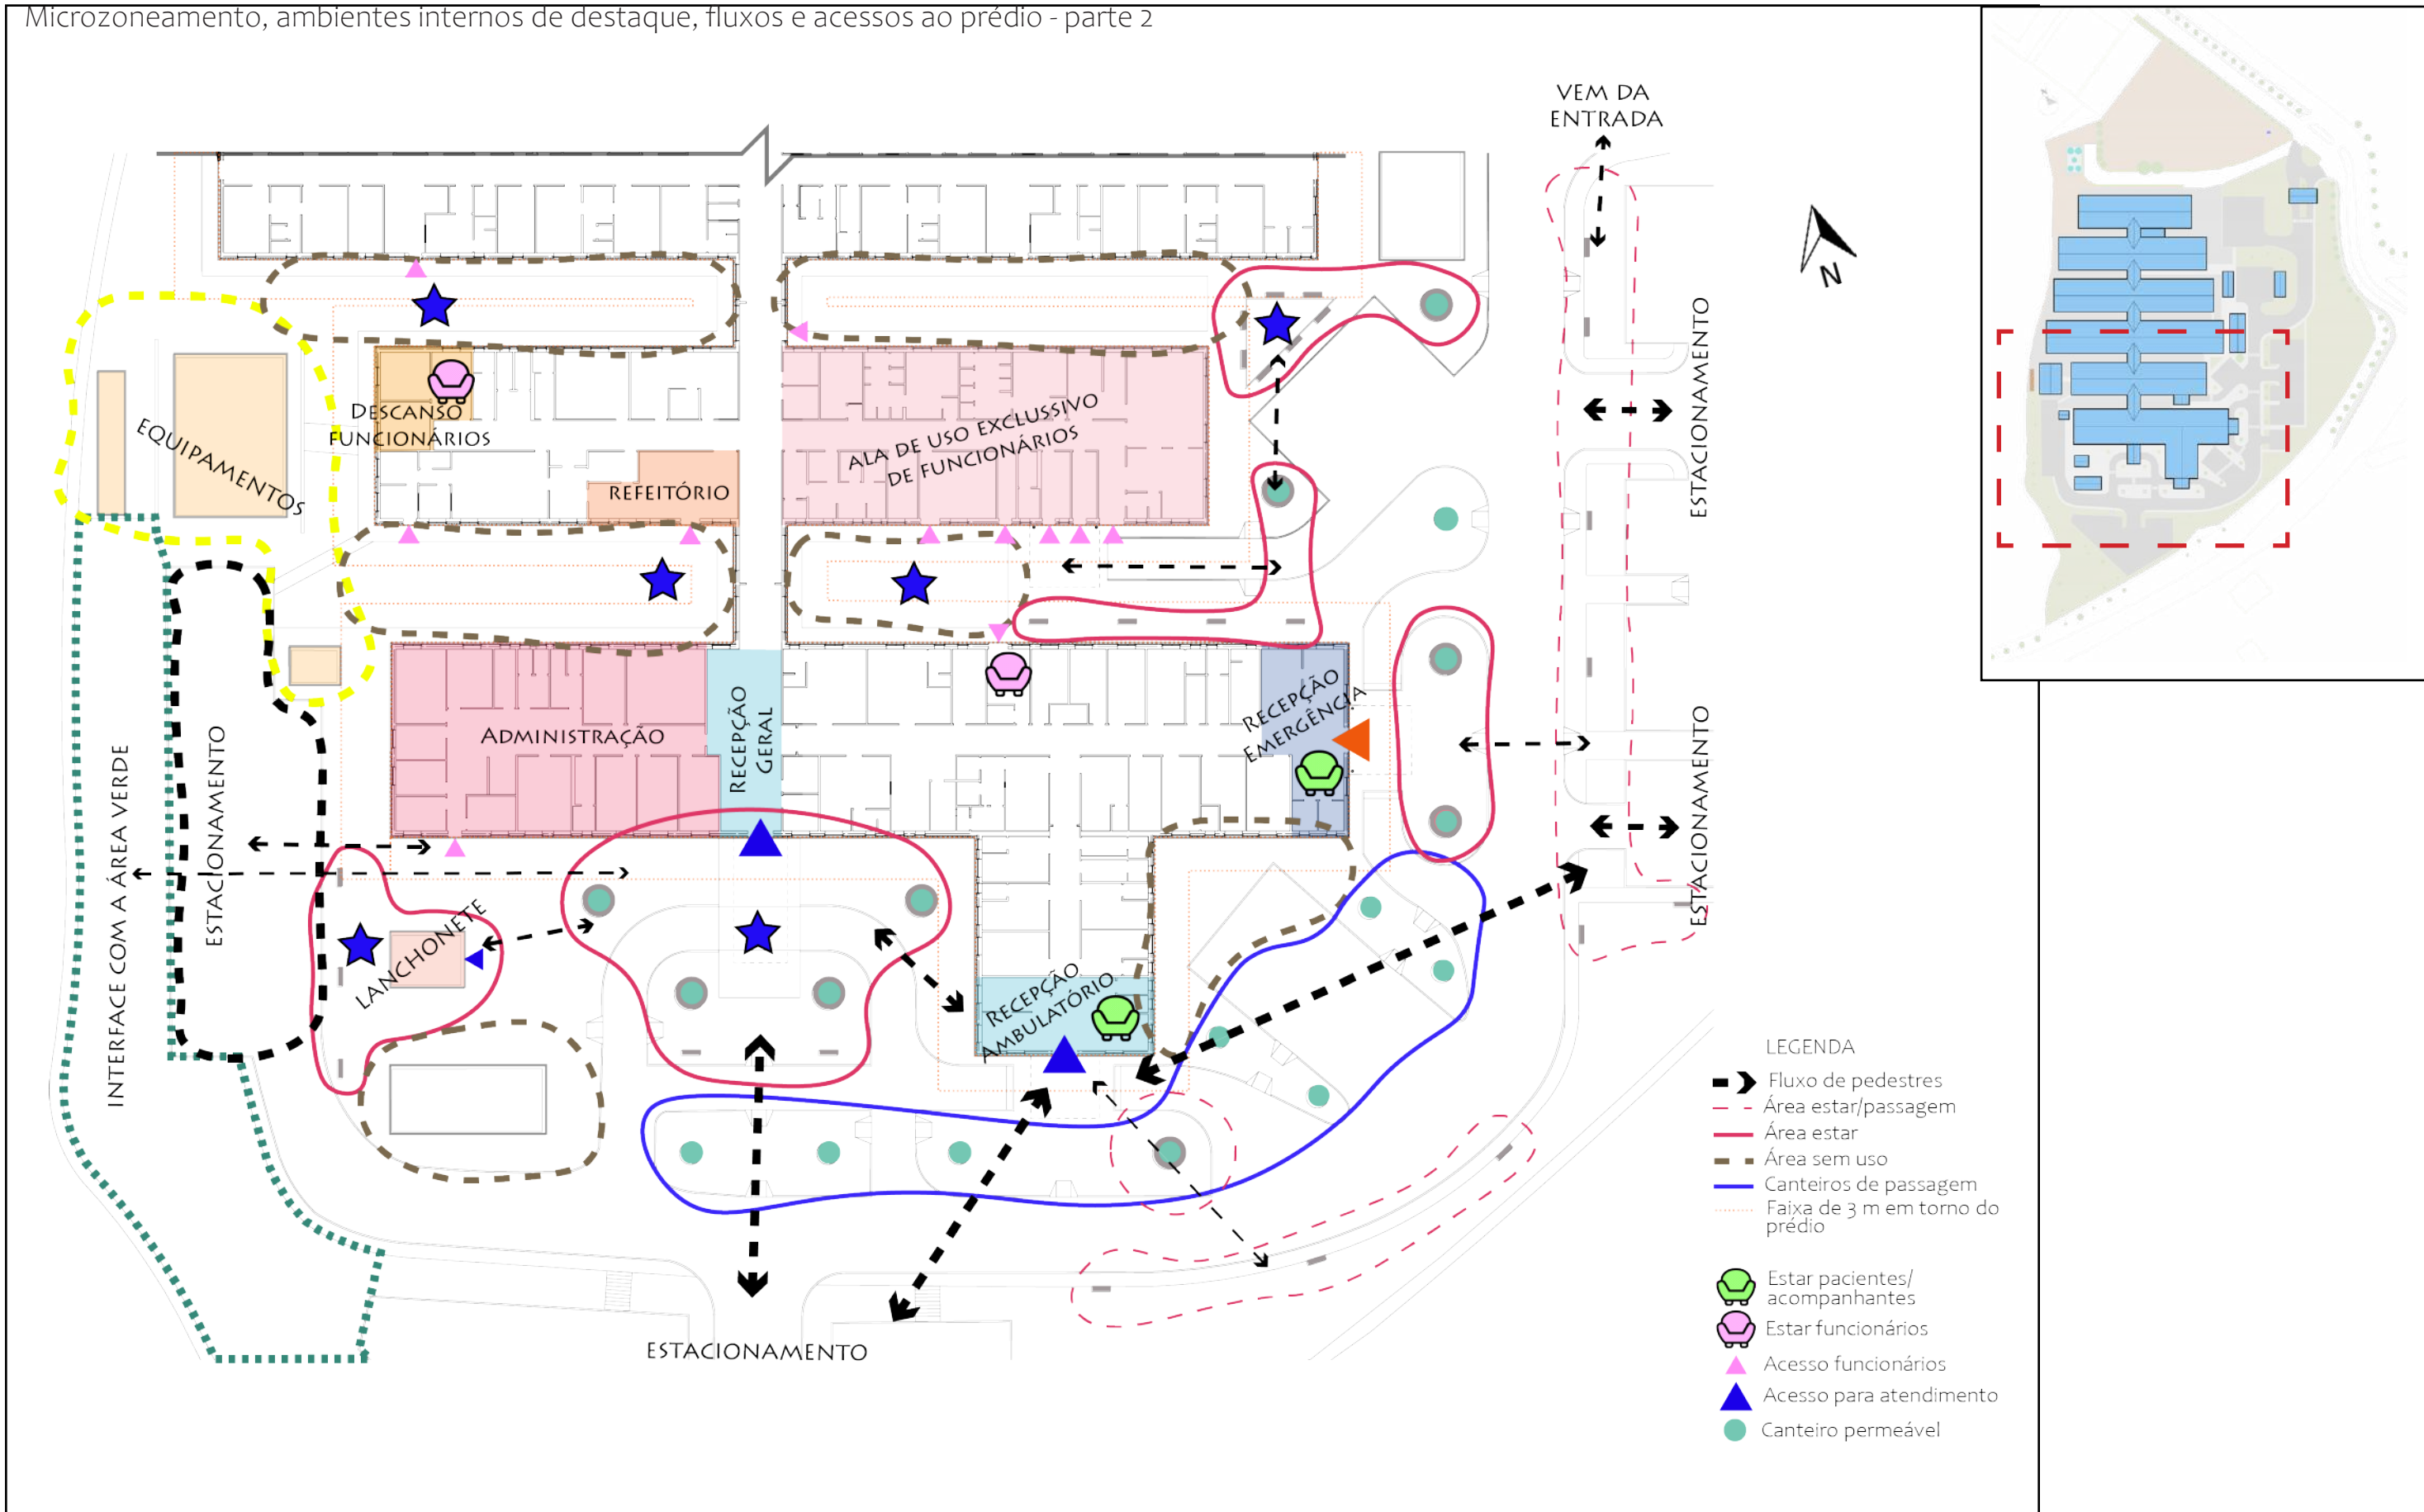 Microzoneamento, ambientes internos de destaque, fluxos e acessos ao prédio - parte 2
VEM DA
ENTRADA
N
ESTACIONAMENTO
DESCANSO
FUNCIONÁRIOS
EQUIPAMENTOS
REFEITÓRIO
ALA DE USO EXCLUSSIVO
DE FUNCIONÁRIOS
ADMINISTRAÇÃO
RECEPÇÃO
GERAL
RECEPÇÃO
EMERGÊNCIA
ESTACIONAMENTO
INTERFACE COM A ÁREA VERDE
ESTACIONAMENTO
LANCHONETE
RECEPÇÃO
AMBULATÓRIO
ESTACIONAMENTO
LEGENDA
Fluxo de pedestres
Área estar/passagem
Área estar
Área sem uso
Canteiros de passagem
Faixa de 3 m em torno do
prédio
Estar pacientes/
acompanhantes
Estar funcionários
Acesso funcionários
Acesso para atendimento
Canteiro permeável